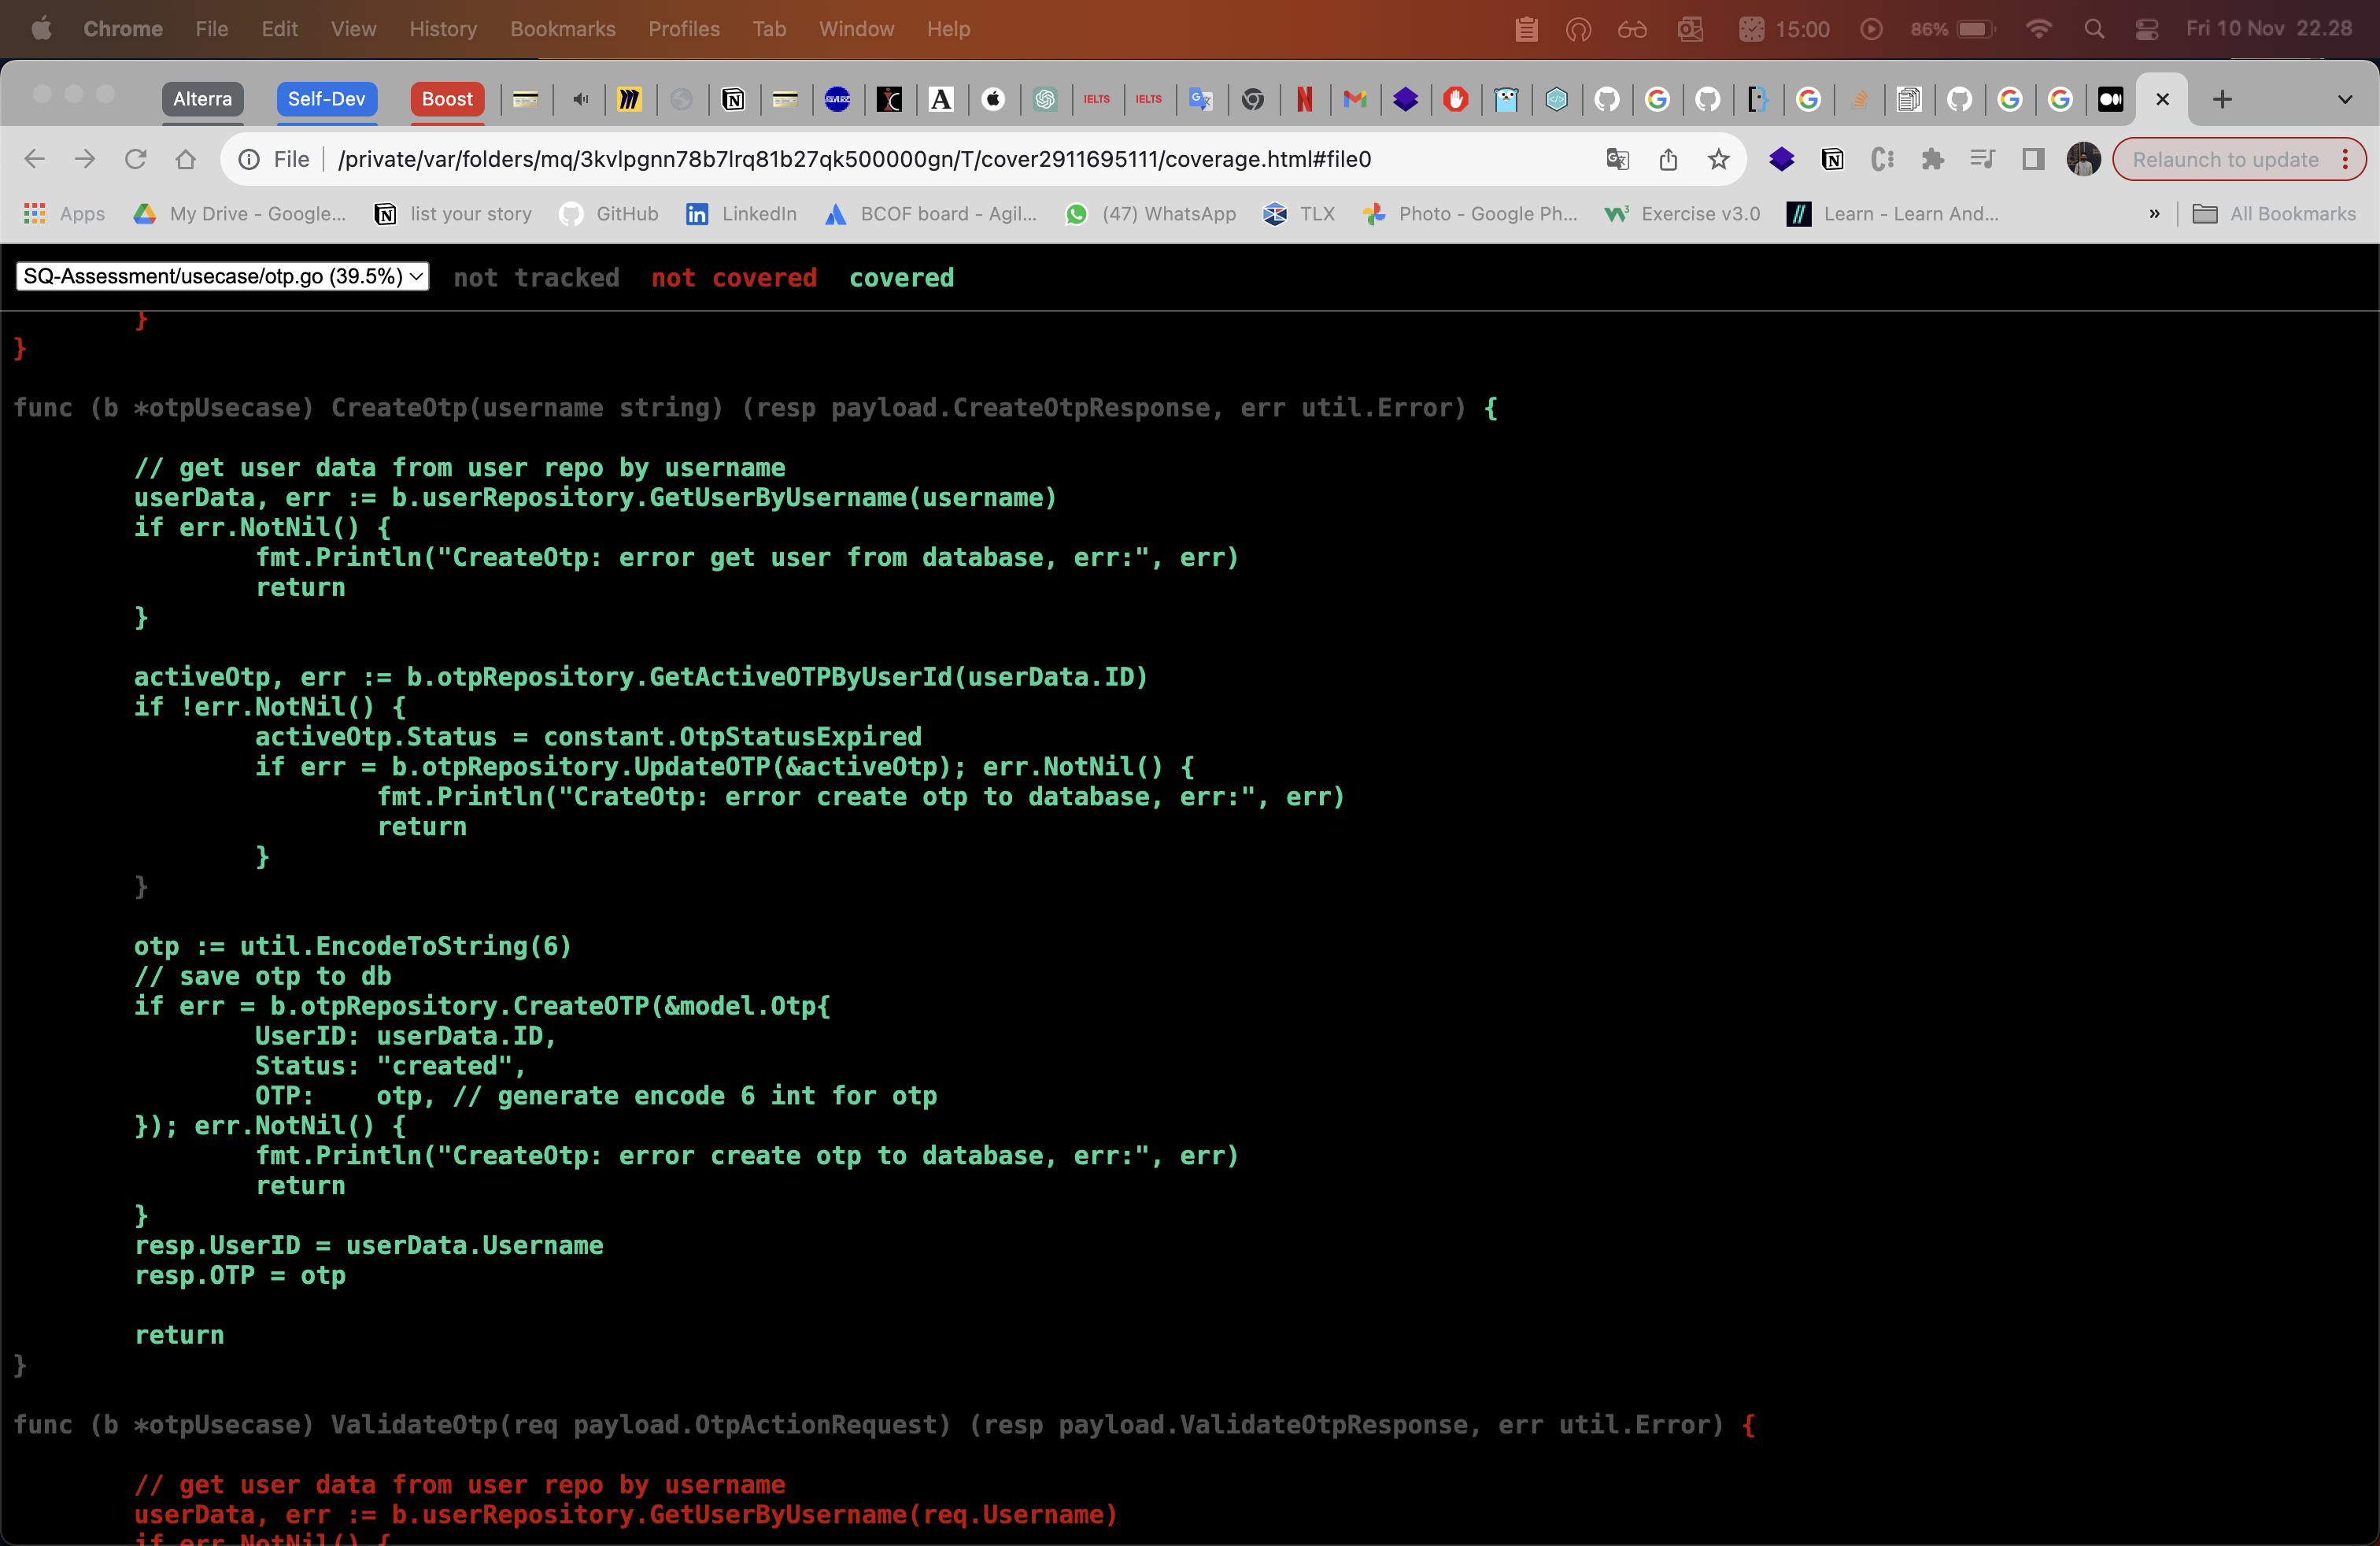 Chrome File Edit View History Bookmarks Profiles Tab Window Help 15:00 86% Fri 10 Nov 22.28
Alterra Self-Dev Boost IELTS IELTS
File /private/var/folders/mq/3kvlpgnn78b7lrq81b27qk500000gn/T/cover2911695111/coverage.html#file0 Relaunch to update
Apps My Drive - Google... list your story GitHub LinkedIn BCOF board - Agil... (47) WhatsApp TLX Photo - Google Ph... Exercise v3.0 Learn - Learn And... » All Bookmarks
SQ-Assessment/usecase/otp.go (39.5%) not tracked not covered covered
}
}
func (b *otpUsecase) CreateOtp(username string) (resp payload.CreateOtpResponse, err util.Error) {
// get user data from user repo by username
userData, err := b.userRepository.GetUserByUsername(username)
if err.NotNil() {
fmt.Println("CreateOtp: error get user from database, err:", err)
return
}
activeOtp, err := b.otpRepository.GetActiveOTPByUserId(userData.ID)
if !err.NotNil() {
activeOtp.Status = constant.OtpStatusExpired
if err = b.otpRepository.UpdateOTP(&activeOtp); err.NotNil() {
fmt.Println("CrateOtp: error create otp to database, err:", err)
return
}
}
otp := util.EncodeToString(6)
// save otp to db
if err = b.otpRepository.CreateOTP(&model.Otp{
UserID: userData.ID,
Status: "created",
OTP:    otp, // generate encode 6 int for otp
}); err.NotNil() {
fmt.Println("CreateOtp: error create otp to database, err:", err)
return
}
resp.UserID = userData.Username
resp.OTP = otp
return
}
func (b *otpUsecase) ValidateOtp(req payload.OtpActionRequest) (resp payload.ValidateOtpResponse, err util.Error) {
// get user data from user repo by username
userData, err := b.userRepository.GetUserByUsername(req.Username)
if err.NotNil() {